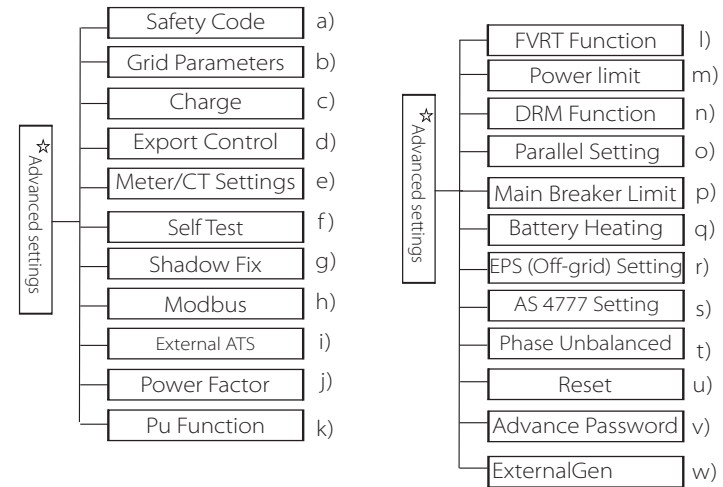 ☆ Advanced settings
Safety Code a)
Grid Parameters b)
Charge c)
Export Control d)
Meter/CT Settings e)
Self Test f)
Shadow Fix g)
Modbus h)
External ATS i)
Power Factor j)
Pu Function k)
☆ Advanced settings
FVRT Function l)
Power limit m)
DRM Function n)
Parallel Setting o)
Main Breaker Limit p)
Battery Heating q)
EPS (Off-grid) Setting r)
AS 4777 Setting s)
Phase Unbalanced t)
Reset u)
Advance Password v)
ExternalGen w)